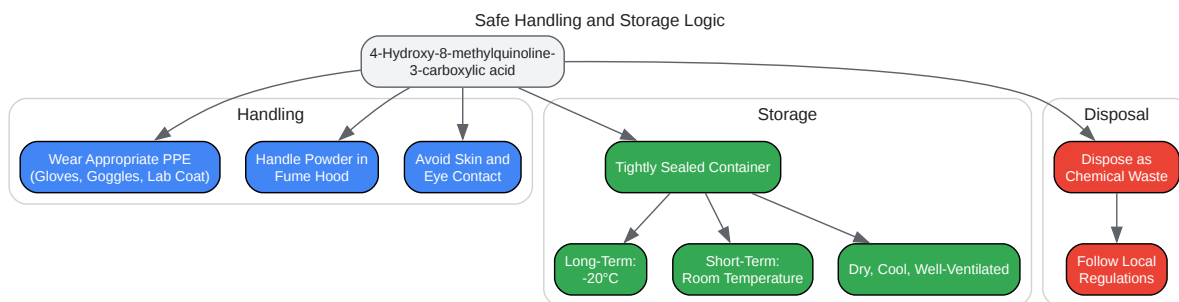 Safe Handling and Storage Logic
4-Hydroxy-8-methylquinoline-
3-carboxylic acid
Handling
Storage
Disposal
Wear Appropriate PPE
(Gloves, Goggles, Lab Coat)
Handle Powder in
Fume Hood
Avoid Skin and
Eye Contact
Tightly Sealed Container
Dispose as
Chemical Waste
Long-Term:
-20°C
Short-Term:
Room Temperature
Dry, Cool, Well-Ventilated
Follow Local
Regulations